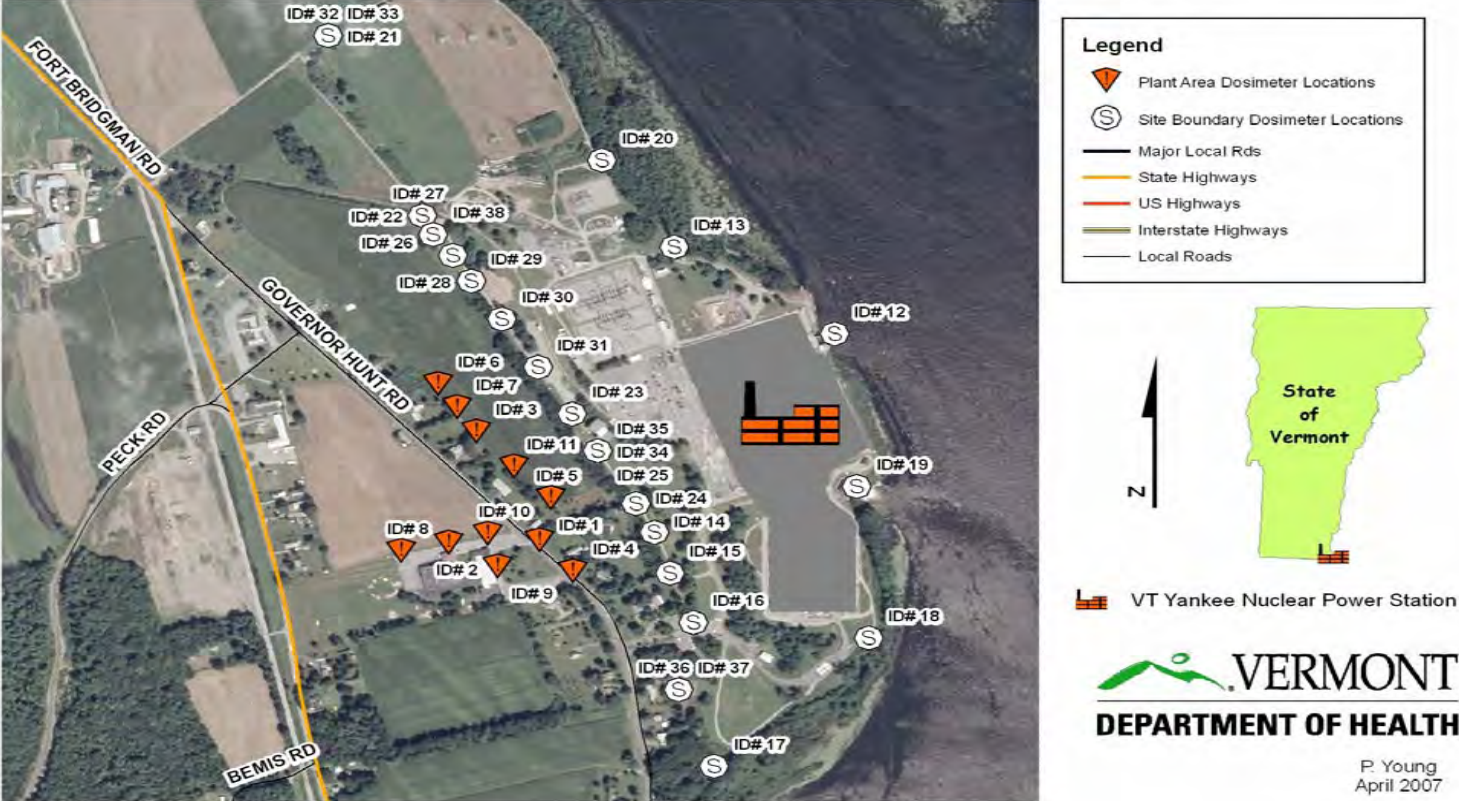 ID# 32 ID# 33
ID# 21
FORT BRIDGMAN RD
ID# 20
ID# 27
ID# 22
ID# 38
ID# 13
ID# 26
ID# 29
ID# 28
GOVERNOR HUNT RD
ID# 30
ID# 12
ID# 31
ID# 6
ID# 7
ID# 23
ID# 3
PECK RD
ID# 35
ID# 11
ID# 34
ID# 19
ID# 5
ID# 25
ID# 24
ID# 10
ID# 8
ID# 1
ID# 14
ID# 4
ID# 15
ID# 2
ID# 9
ID# 16
ID# 18
ID# 36 ID# 37
ID# 17
BEMIS RD
Legend
Plant Area Dosimeter Locations
S Site Boundary Dosimeter Locations
Major Local Rds
State Highways
US Highways
Interstate Highways
Local Roads
N
State
of
Vermont
VT Yankee Nuclear Power Station
VERMONT
DEPARTMENT OF HEALTH
P. Young
April 2007